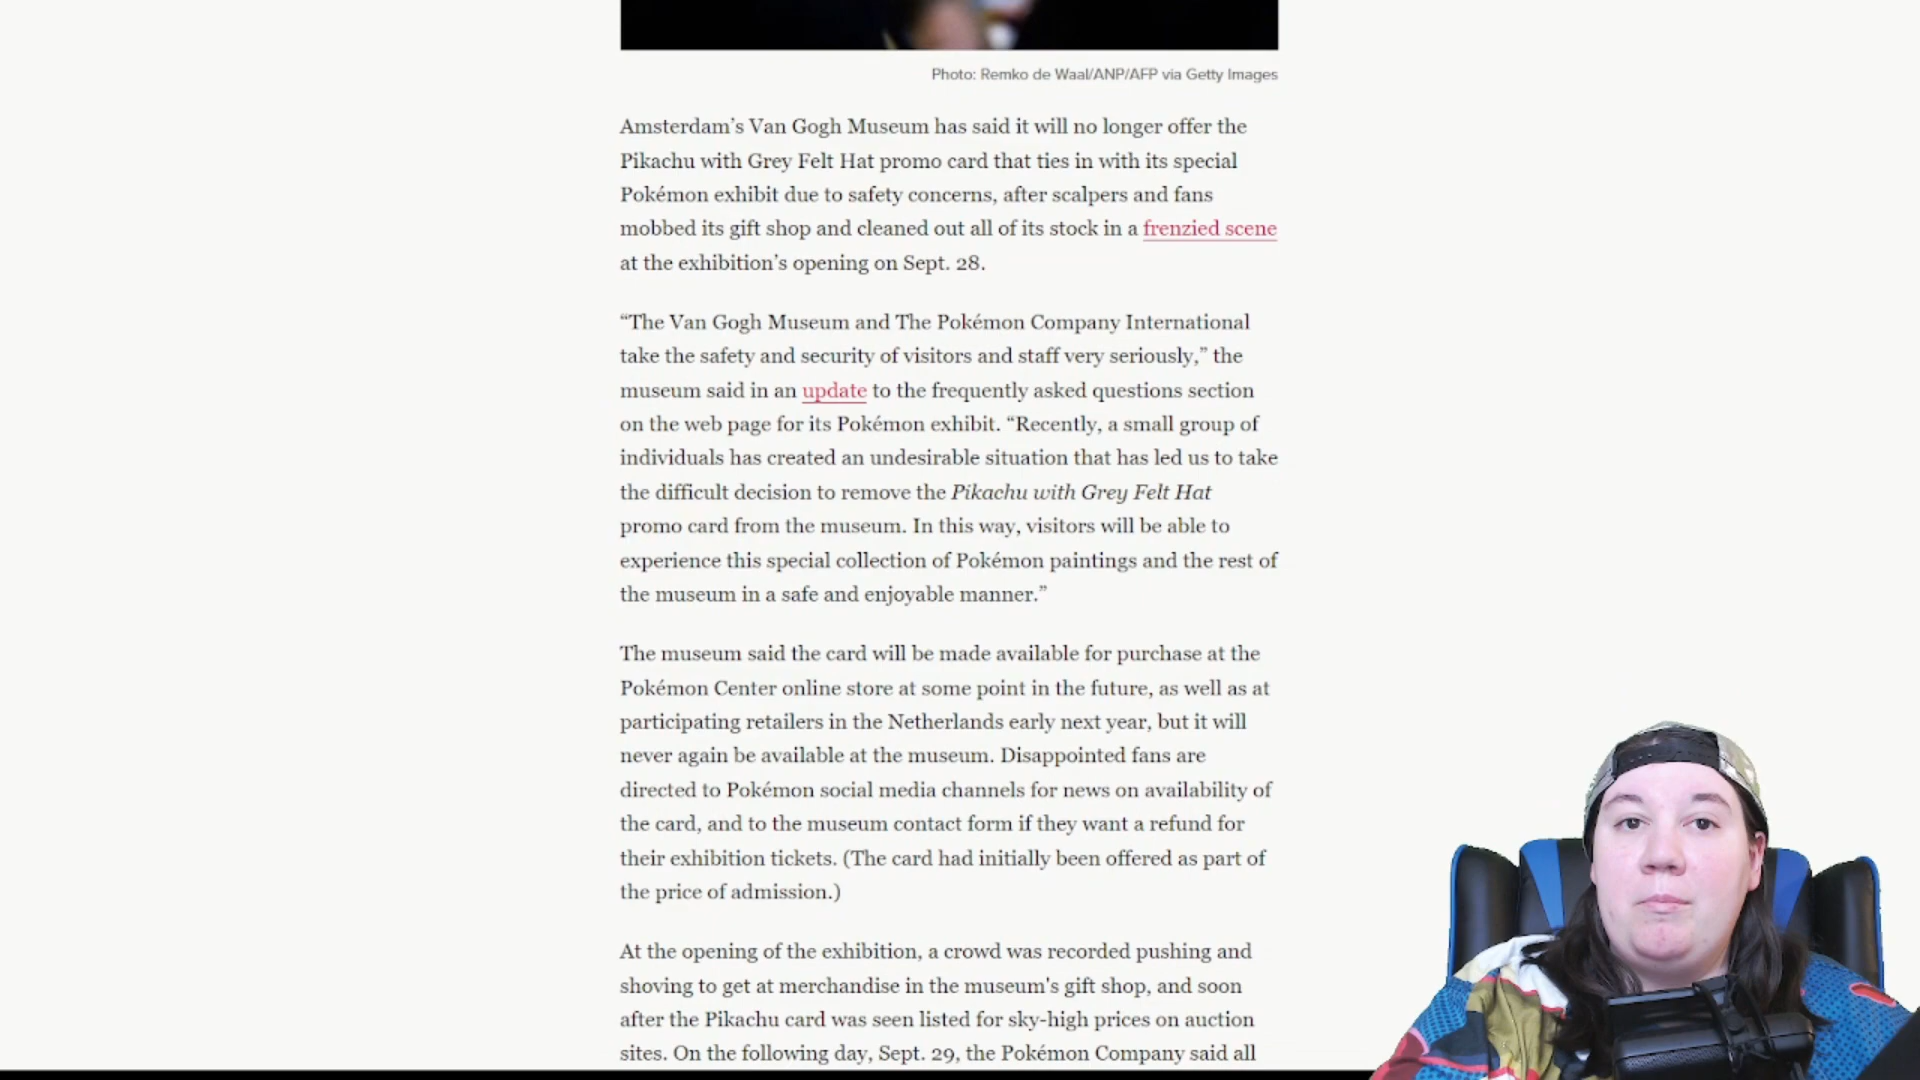 Photo: Remko de Waal/ANP/AFP via Getty Images
Amsterdam’s Van Gogh Museum has said it will no longer offer the
Pikachu with Grey Felt Hat promo card that ties in with its special
Pokémon exhibit due to safety concerns, after scalpers and fans
mobbed its gift shop and cleaned out all of its stock in a frenzied scene
at the exhibition’s opening on Sept. 28.
“The Van Gogh Museum and The Pokémon Company International
take the safety and security of visitors and staff very seriously,” the
museum said in an update to the frequently asked questions section
on the web page for its Pokémon exhibit. “Recently, a small group of
individuals has created an undesirable situation that has led us to take
the difficult decision to remove the Pikachu with Grey Felt Hat
promo card from the museum. In this way, visitors will be able to
experience this special collection of Pokémon paintings and the rest of
the museum in a safe and enjoyable manner.”
The museum said the card will be made available for purchase at the
Pokémon Center online store at some point in the future, as well as at
participating retailers in the Netherlands early next year, but it will
never again be available at the museum. Disappointed fans are
directed to Pokémon social media channels for news on availability of
the card, and to the museum contact form if they want a refund for
their exhibition tickets. (The card had initially been offered as part of
the price of admission.)
At the opening of the exhibition, a crowd was recorded pushing and
shoving to get at merchandise in the museum's gift shop, and soon
after the Pikachu card was seen listed for sky-high prices on auction
sites. On the following day, Sept. 29, the Pokémon Company said all